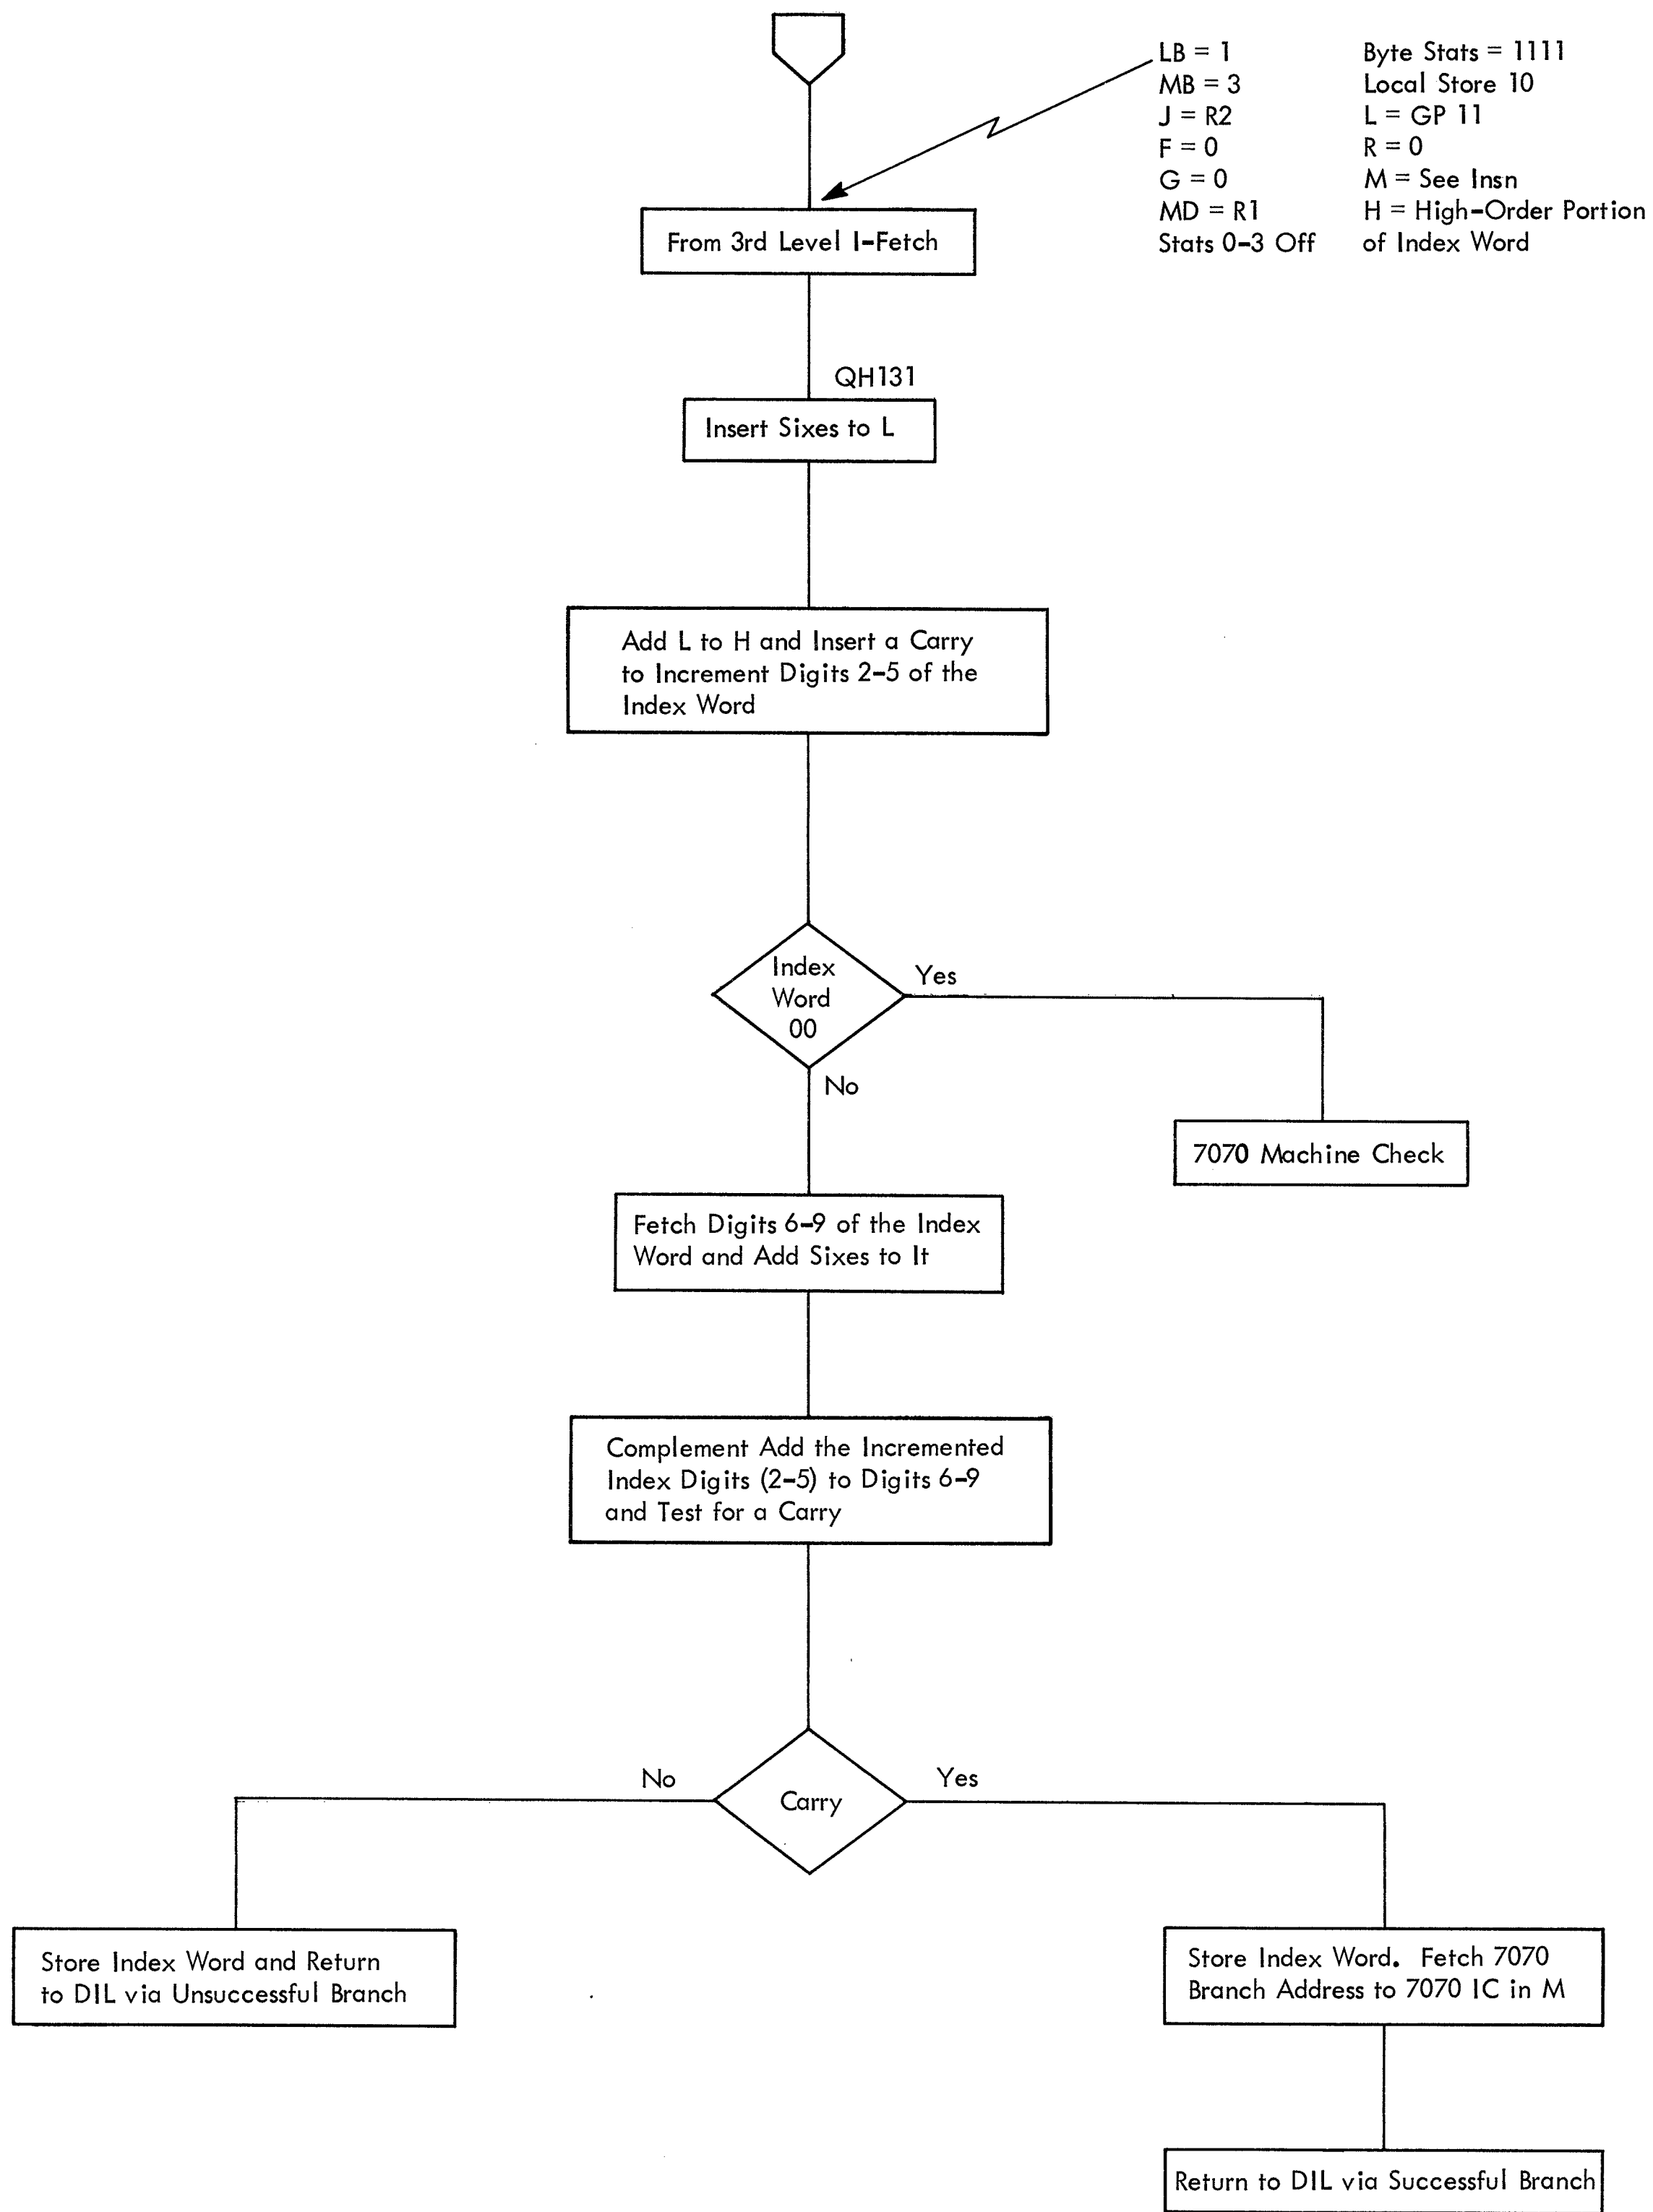 LB = 1
MB = 3
J = R2
F = 0
G = 0
MD = R1
Stats 0-3 Off
Byte Stats = 1111
Local Store 10
L = GP 11
R = 0
M = See Insn
H = High-Order Portion
of Index Word
From 3rd Level I-Fetch
QH131
Insert Sixes to L
Add L to H and Insert a Carry
to Increment Digits 2-5 of the
Index Word
Index
Word
00
Yes
No
7070 Machine Check
Fetch Digits 6-9 of the Index
Word and Add Sixes to It
Complement Add the Incremented
Index Digits (2-5) to Digits 6-9
and Test for a Carry
No
Carry
Yes
Store Index Word and Return
to DIL via Unsuccessful Branch
Store Index Word. Fetch 7070
Branch Address to 7070 IC in M
Return to DIL via Successful Branch